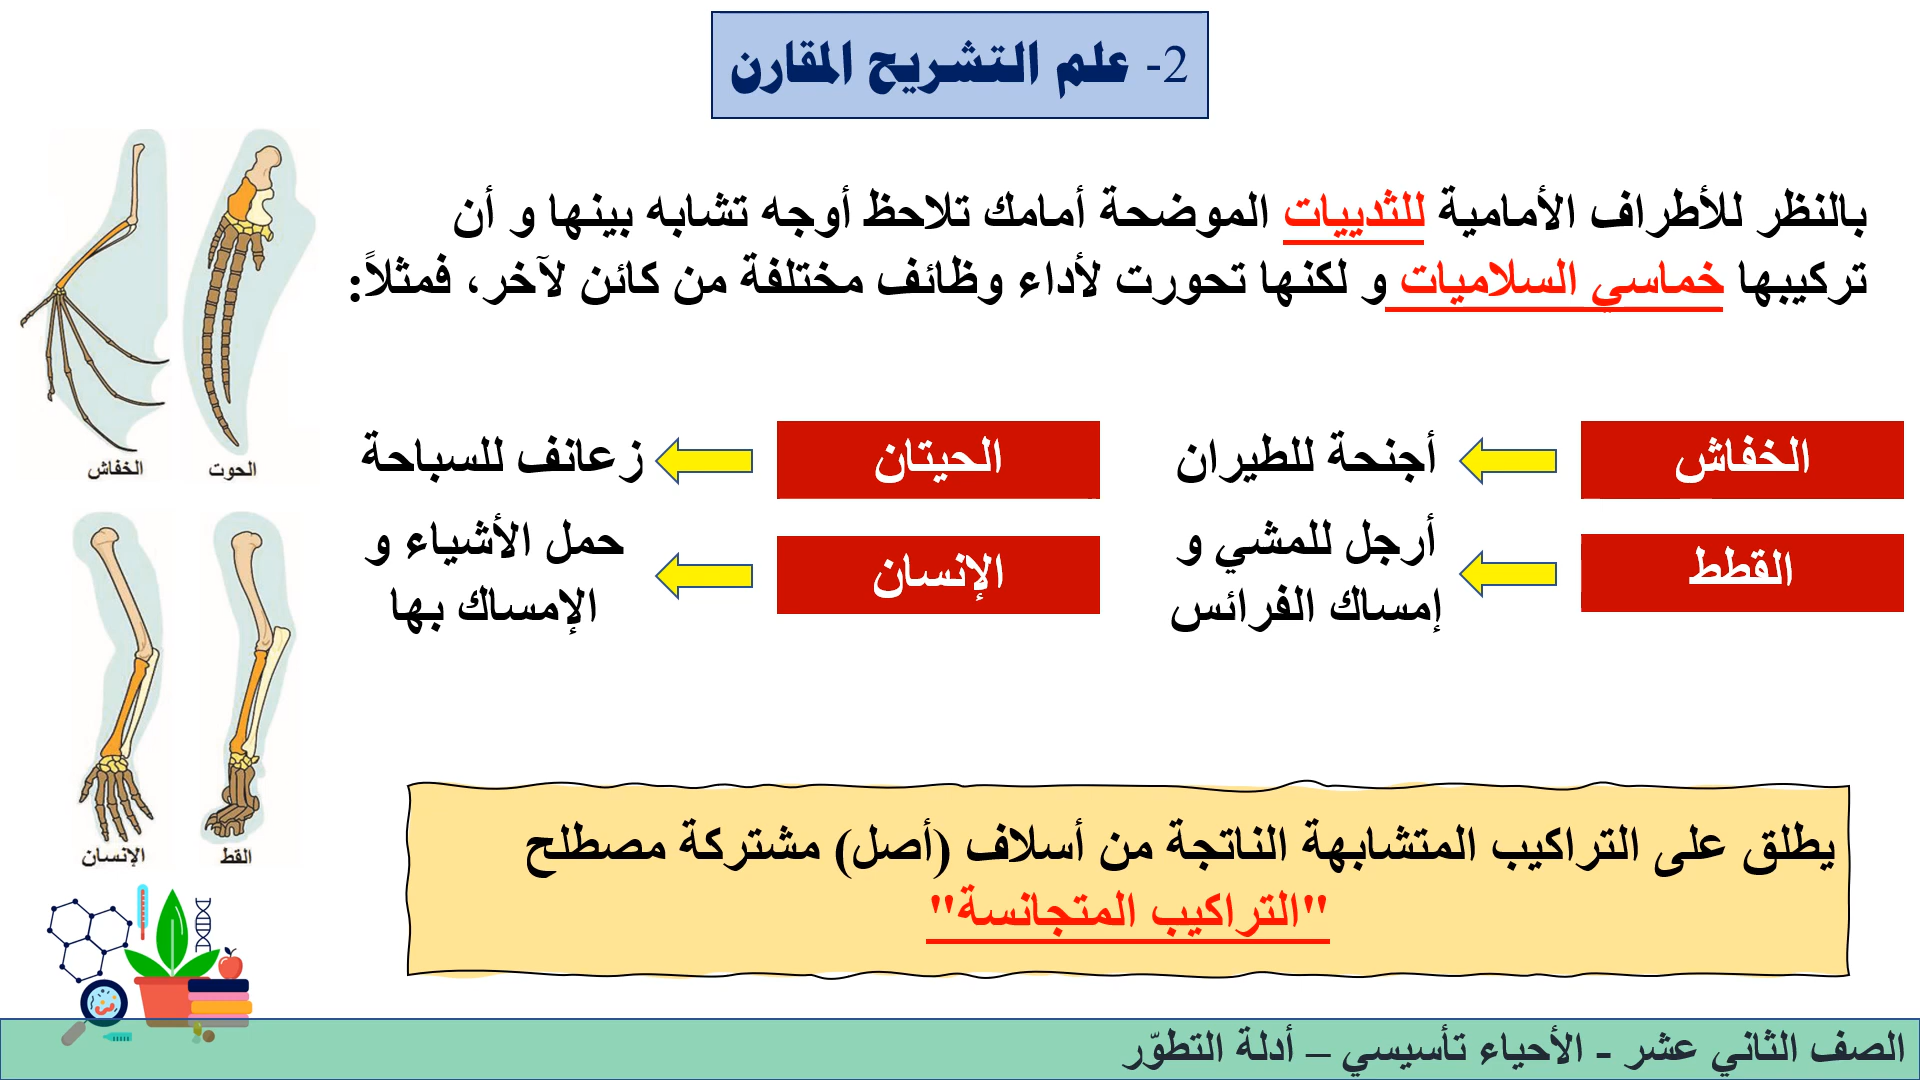 2- علم التشريح المقارن
بالنظر للأطراف الأمامية للثدييات الموضحة أمامك تلاحظ أوجه تشابه بينها و أن
تركيبها خماسي السلاميات و لكنها تحورت لأداء وظائف مختلفة من كائن لآخر، فمثلاً:
الخفاش
أجنحة للطيران
الحيتان
زعانف للسباحة
القطط
أرجل للمشي و
إمساك الفرائس
الإنسان
حمل الأشياء و
الإمساك بها
الحوت
الخفاش
القط
الإنسان
يطلق على التراكيب المتشابهة الناتجة من أسلاف (أصل) مشتركة مصطلح
"التراكيب المتجانسة"
الصف الثاني عشر - الأحياء تأسيسي – أدلة التطوّر